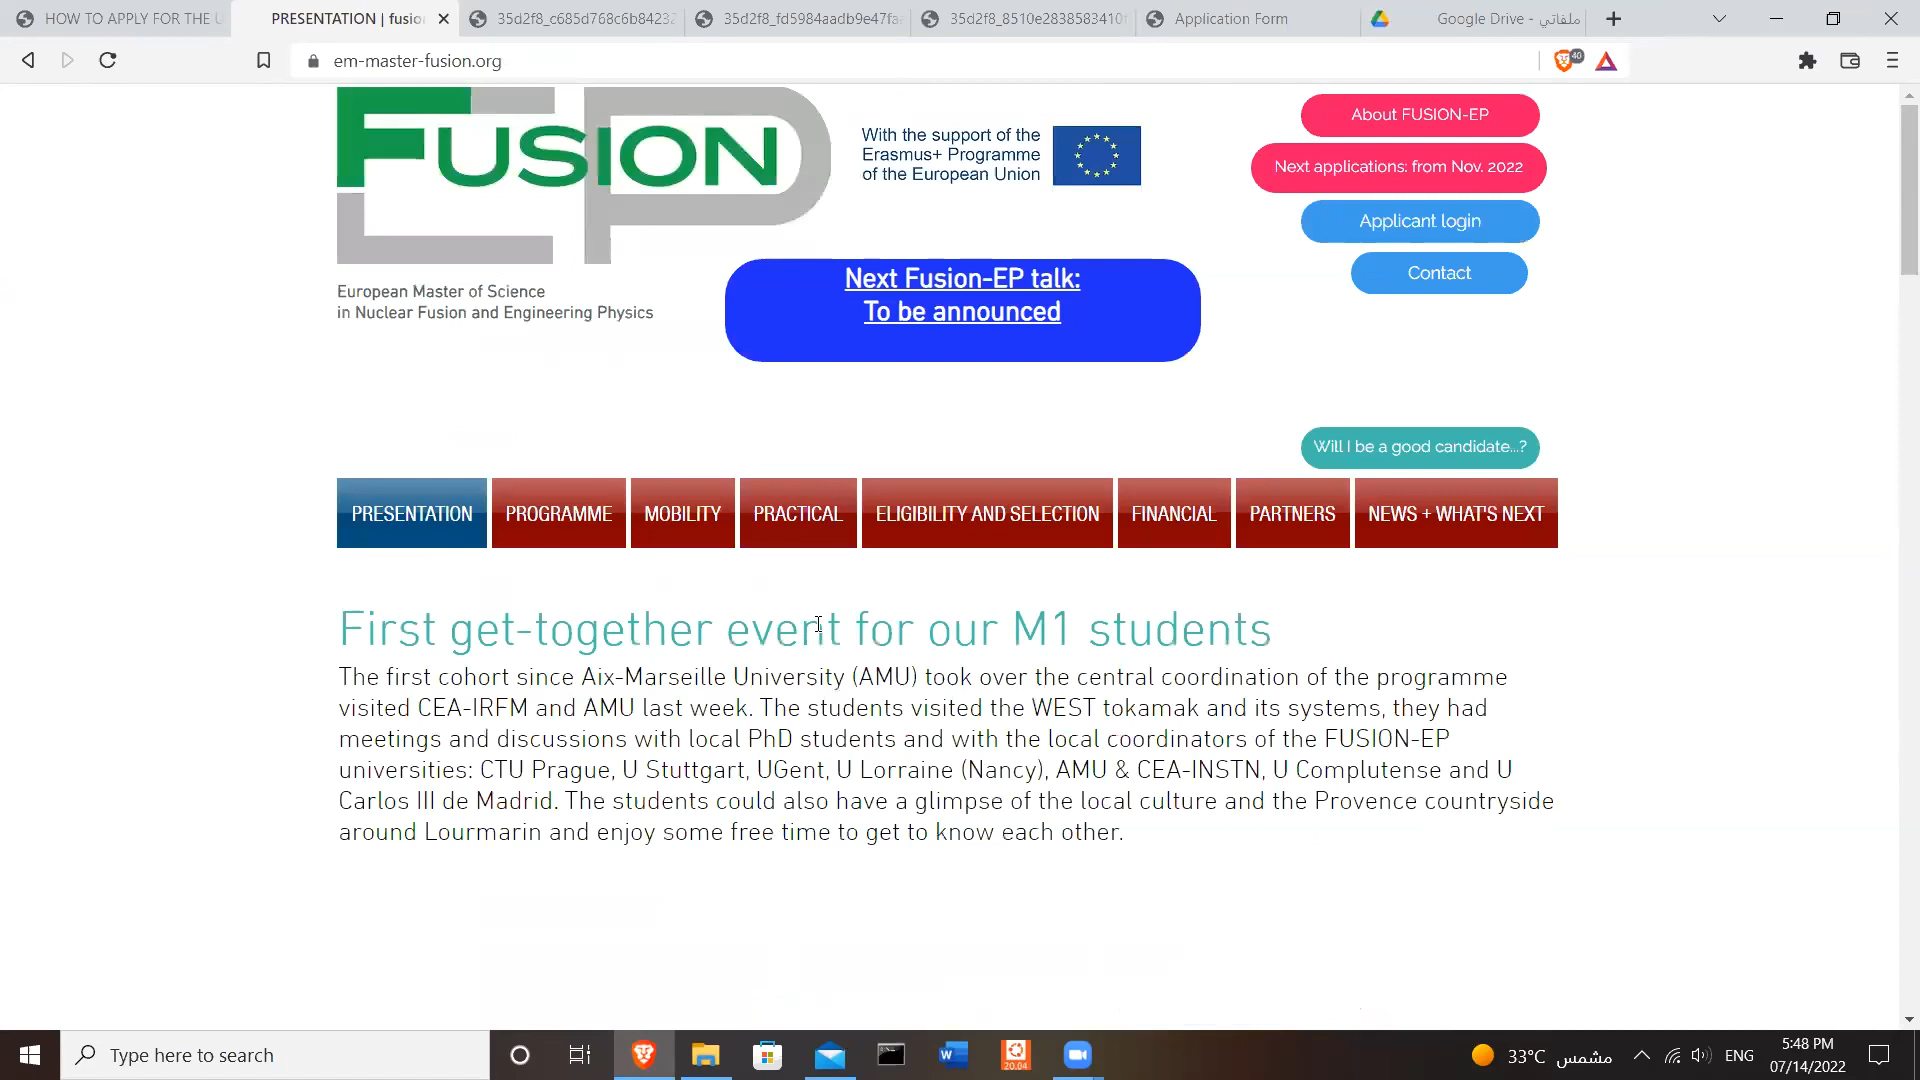 HOW TO APPLY FOR THE U
PRESENTATION | fusio
35d2f8_c685d768c6b84232
35d2f8_fd5984aadb9e47fa
35d2f8_8510e2838583410f
Application Form
ملفاتي - Google Drive
em-master-fusion.org
40
FUSION
EP
With the support of the
Erasmus+ Programme
of the European Union
About FUSION-EP
Next applications: from Nov. 2022
Applicant login
Contact
European Master of Science
in Nuclear Fusion and Engineering Physics
Next Fusion-EP talk:
To be announced
Will I be a good candidate...?
PRESENTATION
PROGRAMME
MOBILITY
PRACTICAL
ELIGIBILITY AND SELECTION
FINANCIAL
PARTNERS
NEWS + WHAT'S NEXT
First get-together event for our M1 students
The first cohort since Aix-Marseille University (AMU) took over the central coordination of the programme
visited CEA-IRFM and AMU last week. The students visited the WEST tokamak and its systems, they had
meetings and discussions with local PhD students and with the local coordinators of the FUSION-EP
universities: CTU Prague, U Stuttgart, UGent, U Lorraine (Nancy), AMU & CEA-INSTN, U Complutense and U
Carlos III de Madrid. The students could also have a glimpse of the local culture and the Provence countryside
around Lourmarin and enjoy some free time to get to know each other.
Type here to search
20.04
33°C مشمس
ENG
5:48 PM
07/14/2022